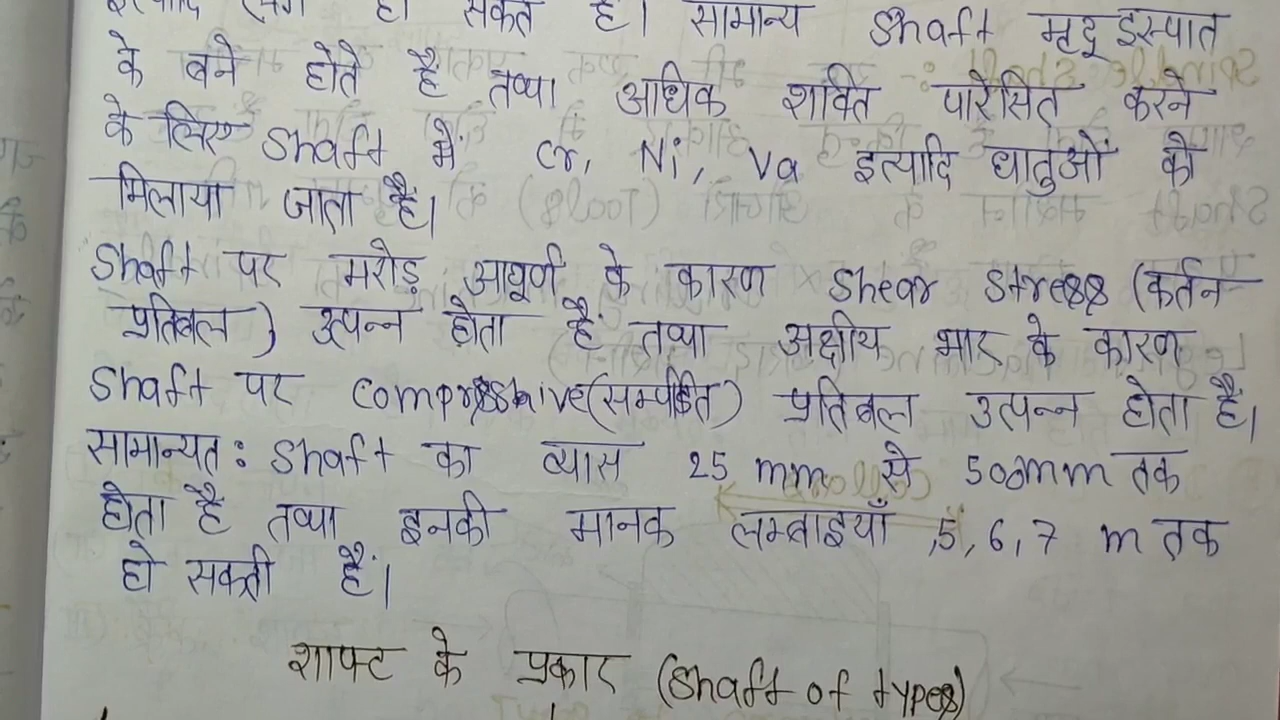 इत्यादि लग हो सकते हैं। सामान्य Shaft मृदू इस्पात
के बने होते हैं तथा अधिक शक्ति पारेसित करने
के लिए Shaft में Cr, Ni, Va इत्यादि धातुओं को
मिलाया जाता है।
Shaft पर मरोड़ आघूर्ण के कारण Shear Stress (कर्तन
प्रतिबल) उत्पन्न होता है तथा अक्षीय भार के कारण
Shaft पर (सम्पीडित) प्रतिबल उत्पन्न होता है।
सामान्यत: Shaft का व्यास 25 mm से 500mm तक
होता है तथा इनकी मानक लम्बाइयाँ ,5,6,7 m तक
हो सकती हैं।
शाफ्ट के प्रकार (Shaft of types)